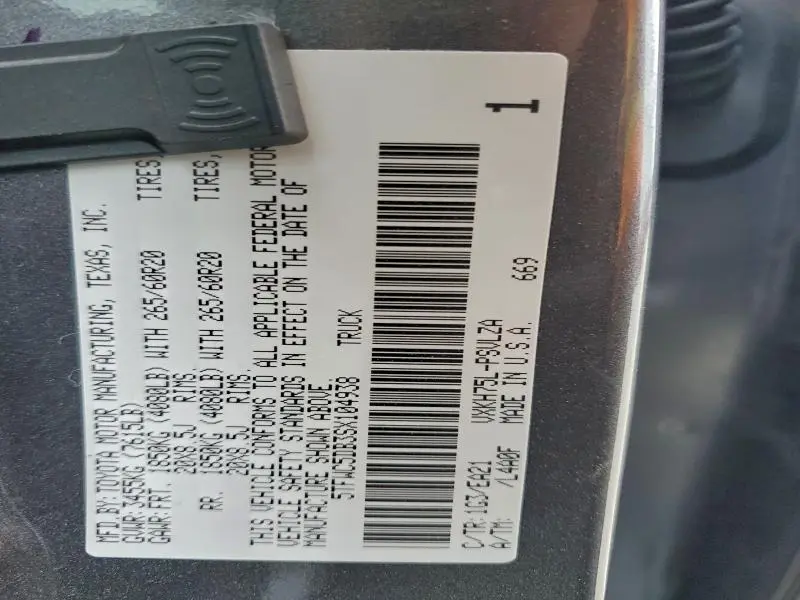 MFD. BY: TOYOTA MOTOR MANUFACTURING, TEXAS, INC.
GVWR: 3455KG (7615LB)
GAWR: FRT. 1850KG (4080LB) WITH 265/60R20 TIRES,
20X8.5J RIMS,
RR. 1850KG (4080LB) WITH 265/60R20 TIRES,
20X8.5J RIMS,
THIS VEHICLE CONFORMS TO ALL APPLICABLE FEDERAL MOTOR
VEHICLE SAFETY STANDARDS IN EFFECT ON THE DATE OF
MANUFACTURE SHOWN ABOVE.
5TFWC5DB3SX104938 TRUCK
C/TR: 1G3/EA21 VXKH75L-PSVLZA
A/TM: /L4A0F MADE IN U.S.A. 669
1